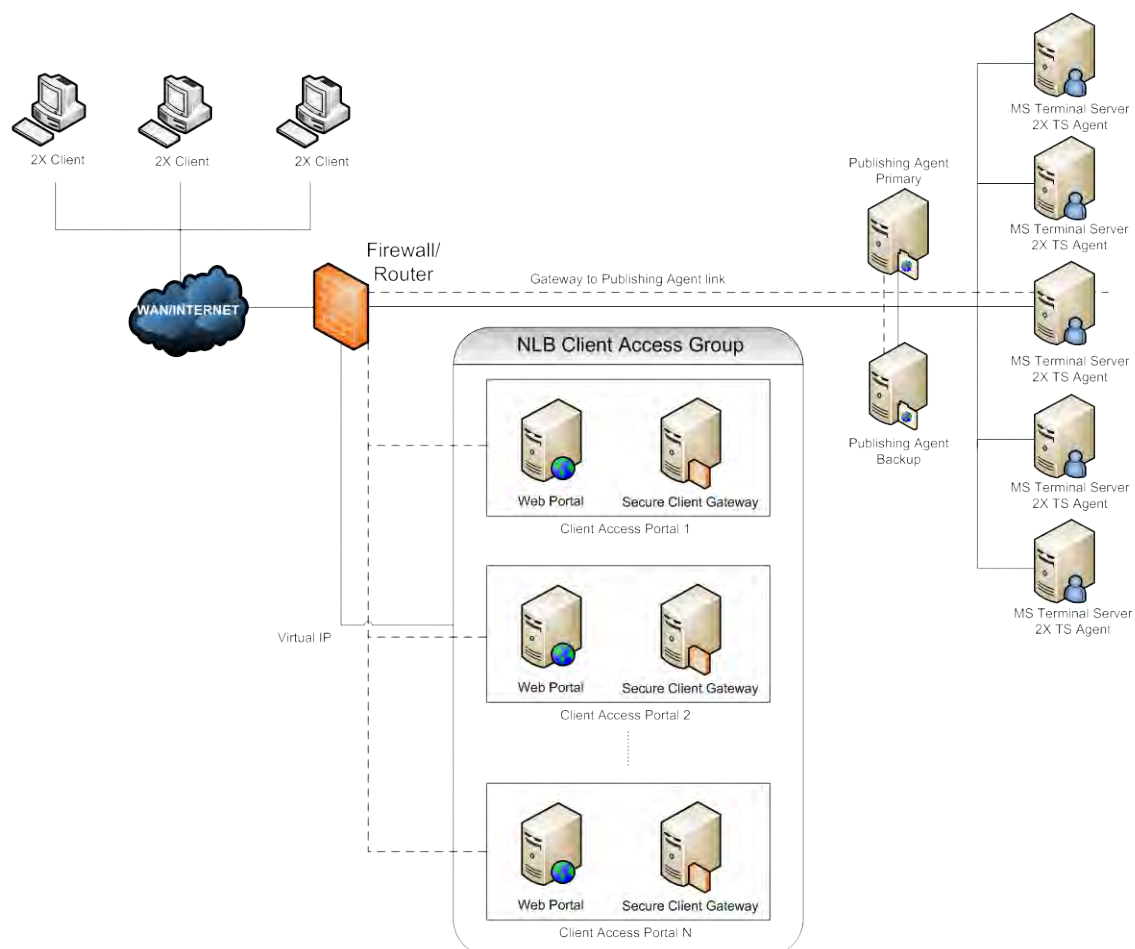 2X Client
2X Client
2X Client
WAN/INTERNET
Firewall/
Router
Gateway to Publishing Agent link
Publishing Agent
Primary
Publishing Agent
Backup
MS Terminal Server
2X TS Agent
MS Terminal Server
2X TS Agent
MS Terminal Server
2X TS Agent
MS Terminal Server
2X TS Agent
MS Terminal Server
2X TS Agent
Virtual IP
NLB Client Access Group
Web Portal
Secure Client Gateway
Client Access Portal 1
Web Portal
Secure Client Gateway
Client Access Portal 2
Web Portal
Secure Client Gateway
Client Access Portal N